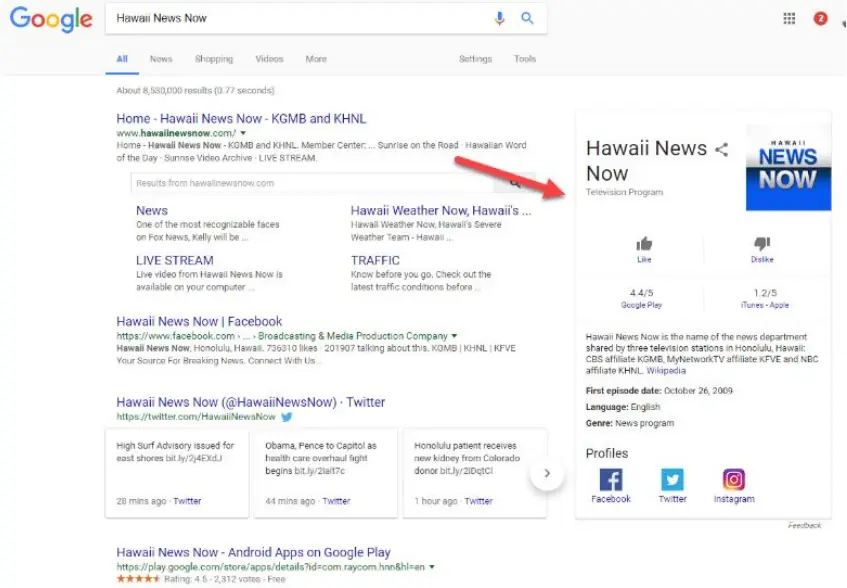 Google
Hawaii News Now
2
All News Shopping Videos More Settings Tools
About 8,530,000 results (0.77 seconds)
Home - Hawaii News Now - KGMB and KHNL
www.hawaiinewsnow.com/
Home - Hawaii News Now - KGMB and KHNL. Member Center: ... Sunrise on the Road · Hawaiian Word
of the Day · Sunrise Video Archive · LIVE STREAM.
Results from hawaiinewsnow.com
News
One of the most recognizable faces
on Fox News, Kelly will be ...
Hawaii Weather Now, Hawaii's ...
Hawaii Weather Now, Hawaii's Severe
Weather Team - Hawaii ...
LIVE STREAM
Live video from Hawaii News Now is
available on your computer ...
TRAFFIC
Know before you go. Check out the
latest traffic conditions before ...
Hawaii News Now | Facebook
https://www.facebook.com › ... › Broadcasting & Media Production Company
Hawaii News Now, Honolulu, Hawaii. 736310 likes · 201907 talking about this. KGMB | KHNL | KFVE
Your Source For Breaking News. Connect With Us...
Hawaii News Now (@HawaiiNewsNow) · Twitter
https://twitter.com/HawaiiNewsNow
High Surf Advisory issued for
east shores bit.ly/2j4EXdJ
28 mins ago · Twitter
Obama, Pence to Capitol as
health care overhaul fight
begins
44 mins ago · Twitter
Honolulu patient receives
new kidney from Colorado
donor
1 hour ago · Twitter
Hawaii News Now - Android Apps on Google Play
https://play.google.com/store/apps/details?id=com.raycom.hnn&hl=en
Rating: 4.5 - 2,312 votes - Free
Hawaii News
Now
Television Program
HAWAII
NEWS
NOW
Like Dislike
4.4/5 1.2/5
Google Play iTunes - Apple
Hawaii News Now is the name of the news department
shared by three television stations in Honolulu, Hawaii:
CBS affiliate KGMB, MyNetworkTV affiliate KFVE and NBC
affiliate KHNL. Wikipedia
First episode date: October 26, 2009
Language: English
Genre: News program
Profiles
Facebook Twitter Instagram
Feedback